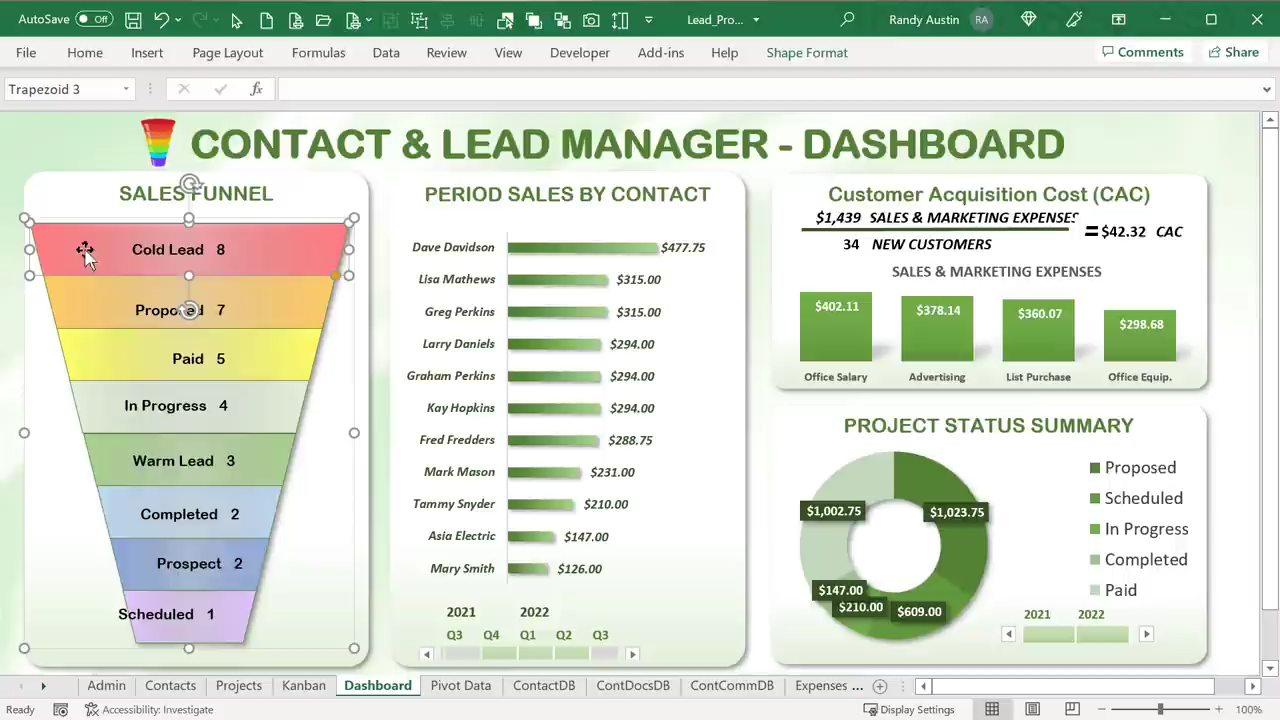 AutoSave Off
Lead_Pro...
Randy Austin RA
File Home Insert Page Layout Formulas Data Review View Developer Add-ins Help Shape Format Comments Share
Trapezoid 3
fx
CONTACT & LEAD MANAGER - DASHBOARD
SALES FUNNEL
Cold Lead 8
Proposed 7
Paid 5
In Progress 4
Warm Lead 3
Completed 2
Prospect 2
Scheduled 1
PERIOD SALES BY CONTACT
Dave Davidson $477.75
Lisa Mathews $315.00
Greg Perkins $315.00
Larry Daniels $294.00
Graham Perkins $294.00
Kay Hopkins $294.00
Fred Fredders $288.75
Mark Mason $231.00
Tammy Snyder $210.00
Asia Electric $147.00
Mary Smith $126.00
2021 2022
Q3 Q4 Q1 Q2 Q3
Customer Acquisition Cost (CAC)
$1,439 SALES & MARKETING EXPENSES
= $42.32 CAC
34 NEW CUSTOMERS
SALES & MARKETING EXPENSES
$402.11 $378.14 $360.07 $298.68
Office Salary Advertising List Purchase Office Equip.
PROJECT STATUS SUMMARY
$1,002.75 $1,023.75
$147.00
$210.00 $609.00
Proposed
Scheduled
In Progress
Completed
Paid
2021 2022
Admin Contacts Projects Kanban Dashboard Pivot Data ContactDB ContDocsDB ContCommDB Expenses ...
Ready Accessibility: Investigate Display Settings 100%